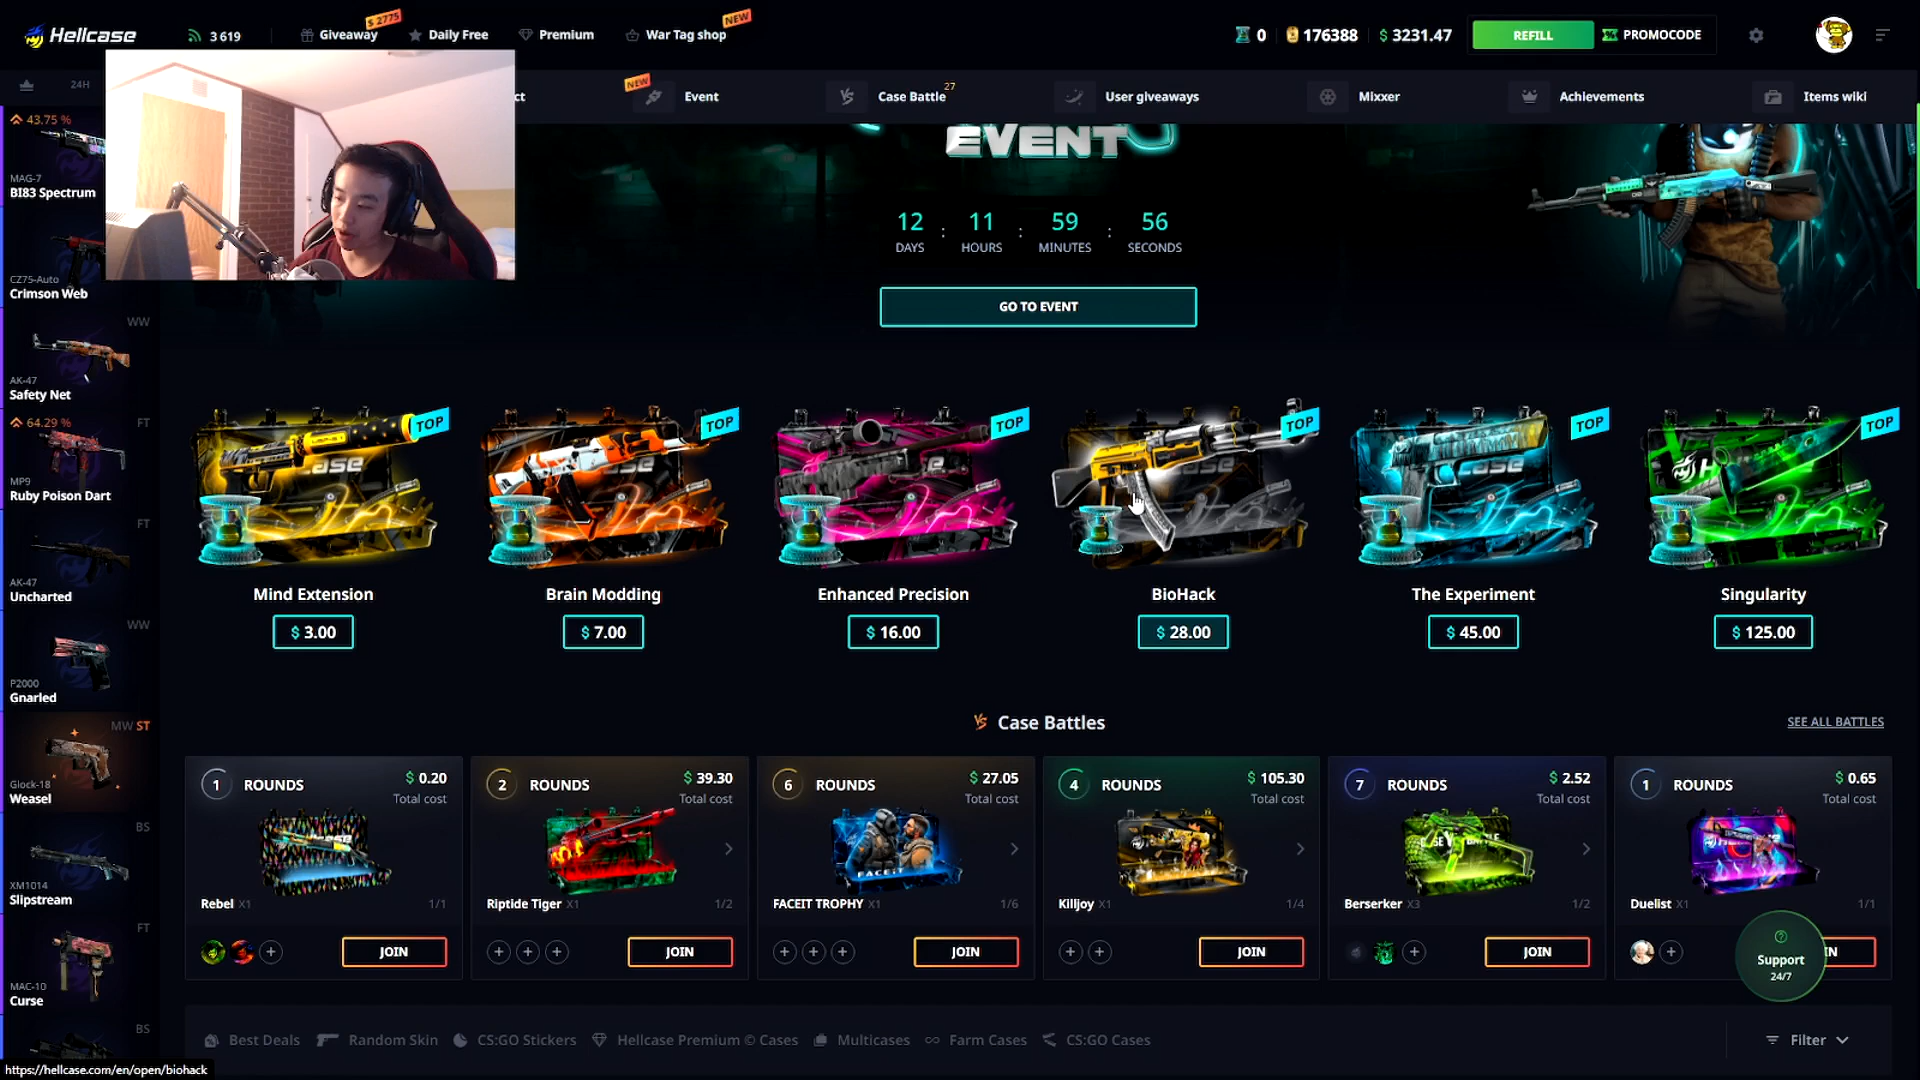 Hellcase
3 619
Giveaway
$ 2775
Daily Free
Premium
War Tag shop
NEW
0
176388
$ 3231.47
REFILL
PROMOCODE
24H
ct
NEW
Event
Case Battle
27
User giveaways
Mixxer
Achievements
Items wiki
EVENT
12
11
59
56
DAYS
:
HOURS
:
MINUTES
:
SECONDS
GO TO EVENT
43.75 %
MAG-7
BI83 Spectrum
CZ75-Auto
Crimson Web
WW
AK-47
Safety Net
64.29 %
FT
MP9
Ruby Poison Dart
FT
AK-47
Uncharted
WW
P2000
Gnarled
MW ST
Glock-18
Weasel
BS
XM1014
Slipstream
FT
MAC-10
Curse
BS
TOP
TOP
TOP
TOP
TOP
TOP
Mind Extension
Brain Modding
Enhanced Precision
BioHack
The Experiment
Singularity
$ 3.00
$ 7.00
$ 16.00
$ 28.00
$ 45.00
$ 125.00
Case Battles
SEE ALL BATTLES
1 ROUNDS
$ 0.20
Total cost
Rebel X1
1/1
JOIN
2 ROUNDS
$ 39.30
Total cost
Riptide Tiger X1
1/2
JOIN
6 ROUNDS
$ 27.05
Total cost
FACEIT
FACEIT TROPHY X1
1/6
JOIN
4 ROUNDS
$ 105.30
Total cost
Killjoy X1
1/4
JOIN
7 ROUNDS
$ 2.52
Total cost
Berserker X3
1/2
JOIN
1 ROUNDS
$ 0.65
Total cost
Duelist X1
1/1
IN
Support
24/7
Best Deals
Random Skin
CS:GO Stickers
Hellcase Premium © Cases
Multicases
Farm Cases
CS:GO Cases
Filter
https://hellcase.com/en/open/biohack